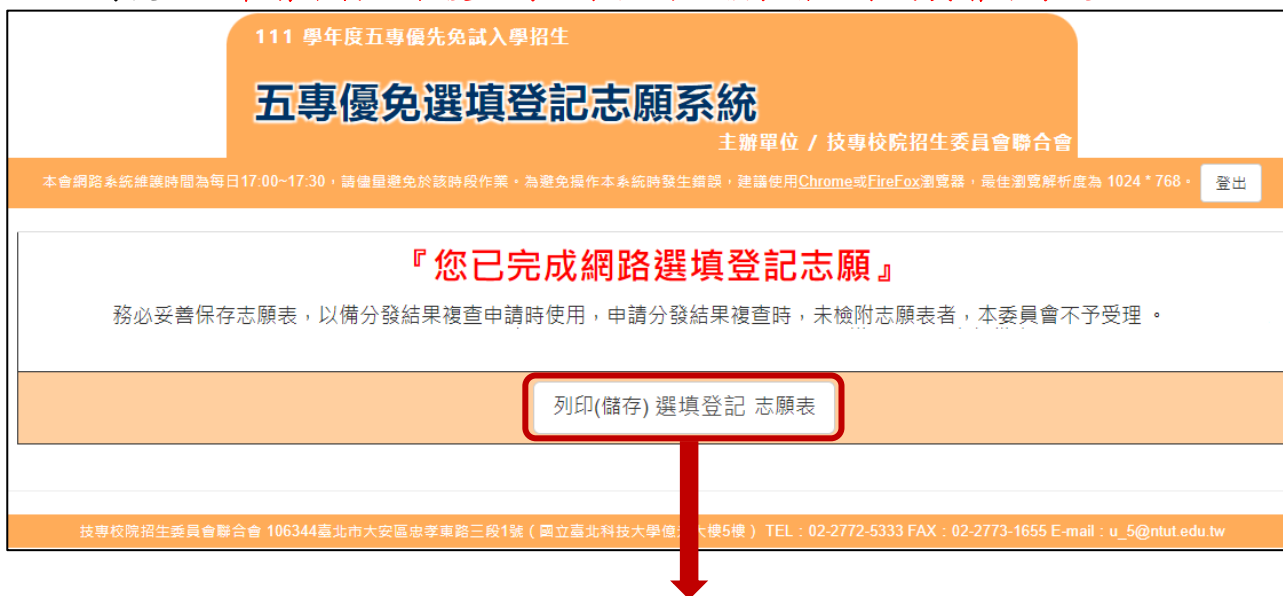 111 學年度五專優先免試入學招生
五專優免選填登記志願系統
主辦單位 / 技專校院招生委員會聯合會
本會網路系統維護時間為每日17:00~17:30，請儘量避免於該時段作業。為避免操作本系統時發生錯誤，建議使用Chrome或FireFox瀏覽器，最佳瀏覽解析度為 1024 * 768。 登出
『您已完成網路選填登記志願』
務必妥善保存志願表，以備分發結果複查申請時使用，申請分發結果複查時，未檢附志願表者，本委員會不予受理 。
列印(儲存) 選填登記 志願表
技專校院招生委員會聯合會 106344臺北市大安區忠孝東路三段1號（國立臺北科技大學億光大樓5樓） TEL：02-2772-5333 FAX：02-2773-1655 E-mail：u_5@ntut.edu.tw